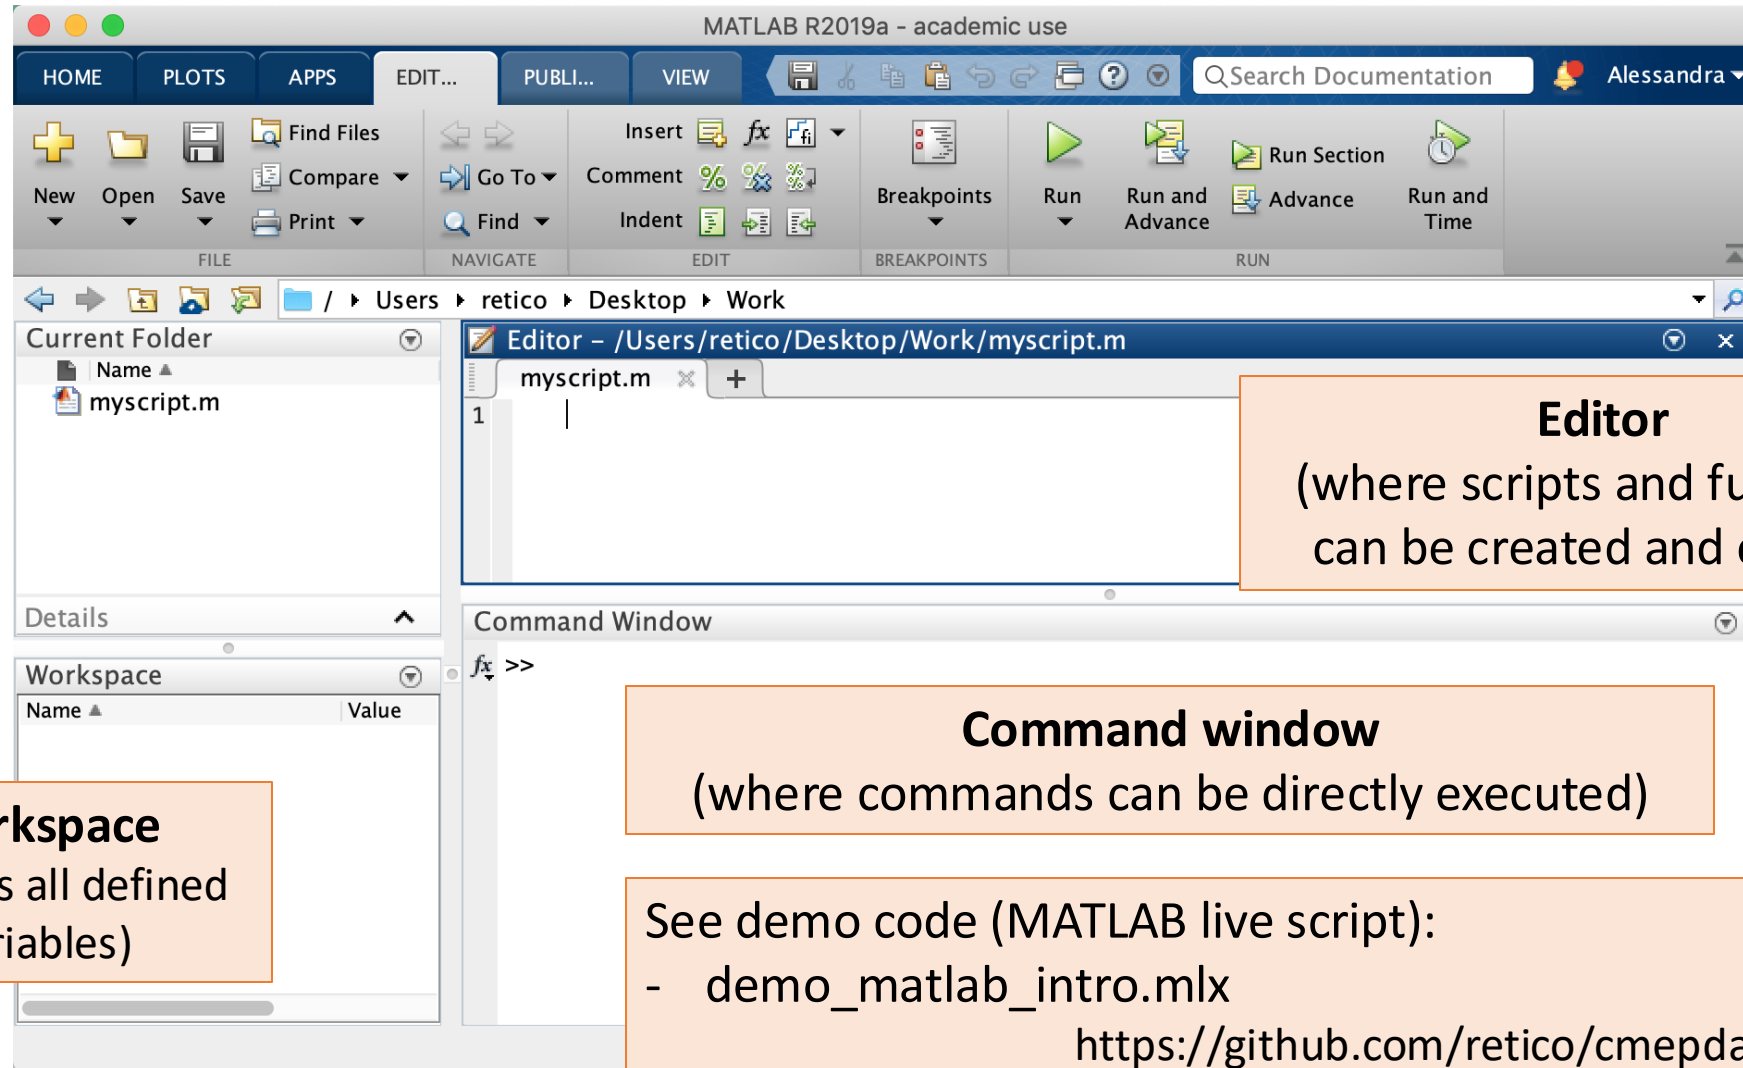 MATLAB R2019a - academic use
HOME PLOTS APPS EDIT... PUBLI... VIEW Search Documentation Alessandra
New Open Save Find Files Compare Print
FILE
Go To Find
NAVIGATE
Insert fx fi
Comment % % %
Indent
EDIT
Breakpoints
BREAKPOINTS
Run Run and Advance Run Section Advance Run and Time
RUN
/ Users retico Desktop Work
Current Folder
Name
myscript.m
Details
Workspace
Name Value
Editor – /Users/retico/Desktop/Work/myscript.m
myscript.m +
1
Editor
(where scripts and
can be created and
Command Window
fx >>
Command window
(where commands can be directly executed)
all defined
See demo code (MATLAB live script):
- demo_matlab_intro.mlx
https://github.com/retico/cmepda